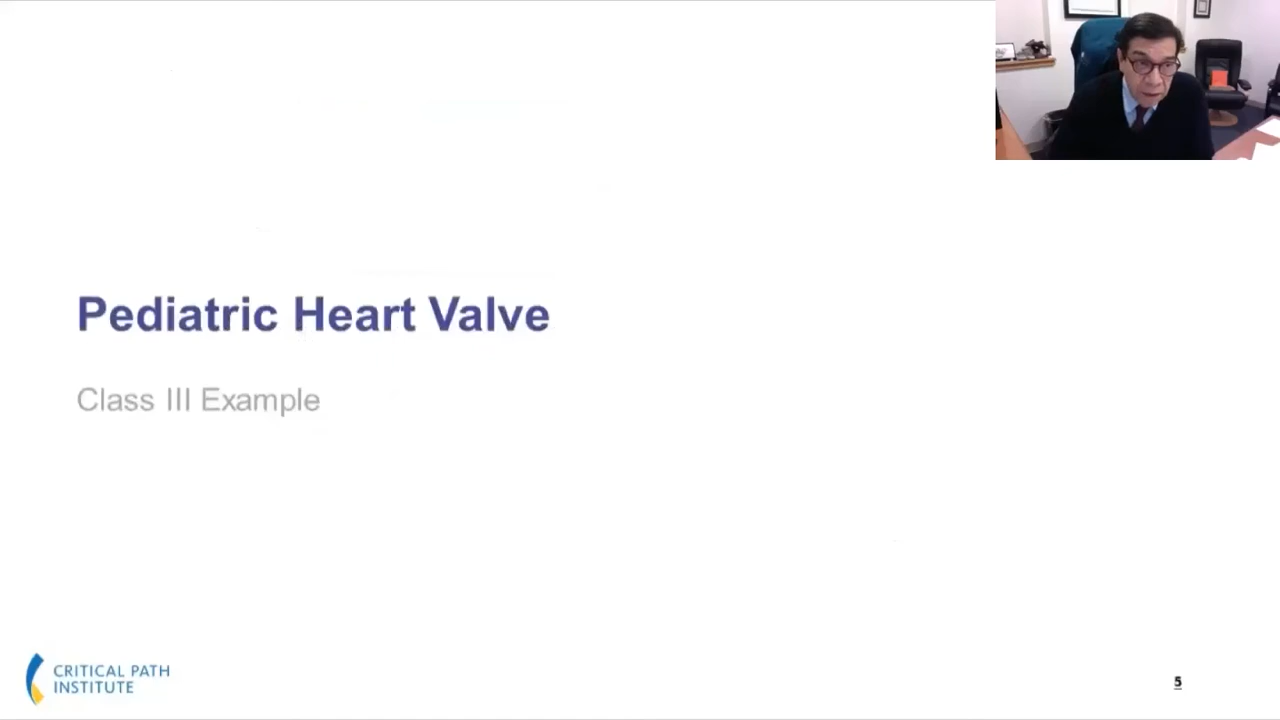 Pediatric Heart Valve
Class III Example
CRITICAL PATH
INSTITUTE
5